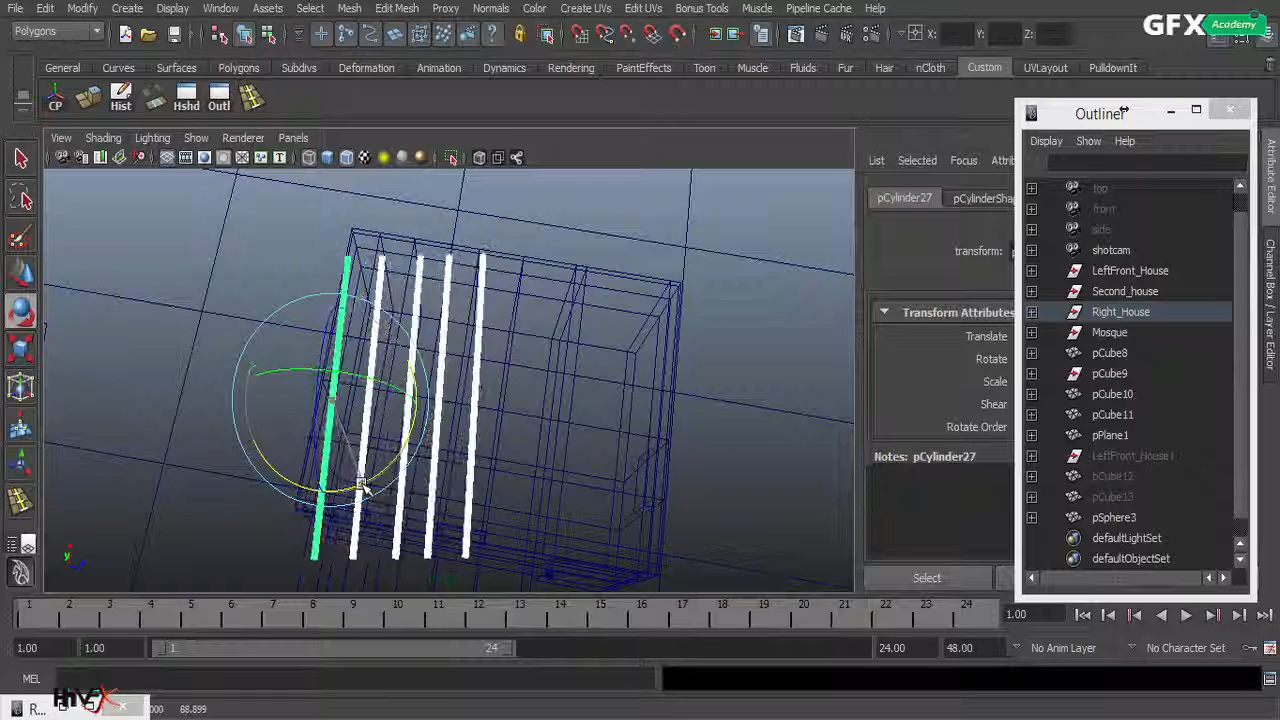 File Edit Modify Create Display Window Assets Select Mesh Edit Mesh Proxy Normals Color Create UVs Edit UVs Bonus Tools Muscle Pipeline Cache Help
GFX Academy
Polygons X: Y: Z:
General Curves Surfaces Polygons Subdivs Deformation Animation Dynamics Rendering PaintEffects Toon Muscle Fluids Fur Hair nCloth Custom UVLayout PulldownIt
CP Hist Hshd Outl
Outliner
View Shading Lighting Show Renderer Panels
Display Show Help
List Selected Focus
pCylinder27
transform:
Transform Attributes
Translate
Rotate
Scale
Shear
Rotate Order
Notes: pCylinder27
Select
top
front
side
shotcam
LeftFront_House
Second_house
Right_House
Mosque
pCube8
pCube9
pCube10
pCube11
pPlane1
LeftFront_House1
pCube13
pSphere3
defaultLightSet
defaultObjectSet
Attribute Editor
Channel Box / Layer Editor
y
1 2 3 4 5 6 7 8 9 10 11 12 13 14 15 16 17 18 19 20 21 22 23 24 1.00
1.00 1.00 1 24 24.00 48.00 No Anim Layer No Character Set
MEL
R... 88.899